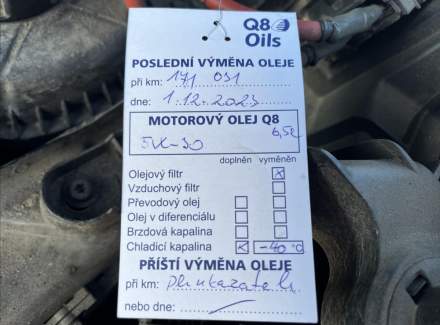 Q8
Oils
POSLEDNÍ VÝMĚNA OLEJE
při km: 171 031
dne: 1.12.2023
MOTOROVÝ OLEJ Q8
6,5l
5W-30
doplněn vyměněn
Olejový filtr x
Vzduchový filtr
Převodový olej
Olej v diferenciálu
Brzdová kapalina
Chladící kapalina x -40 °C
PŘÍŠTÍ VÝMĚNA OLEJE
při km: dle ukazatele
nebo dne: